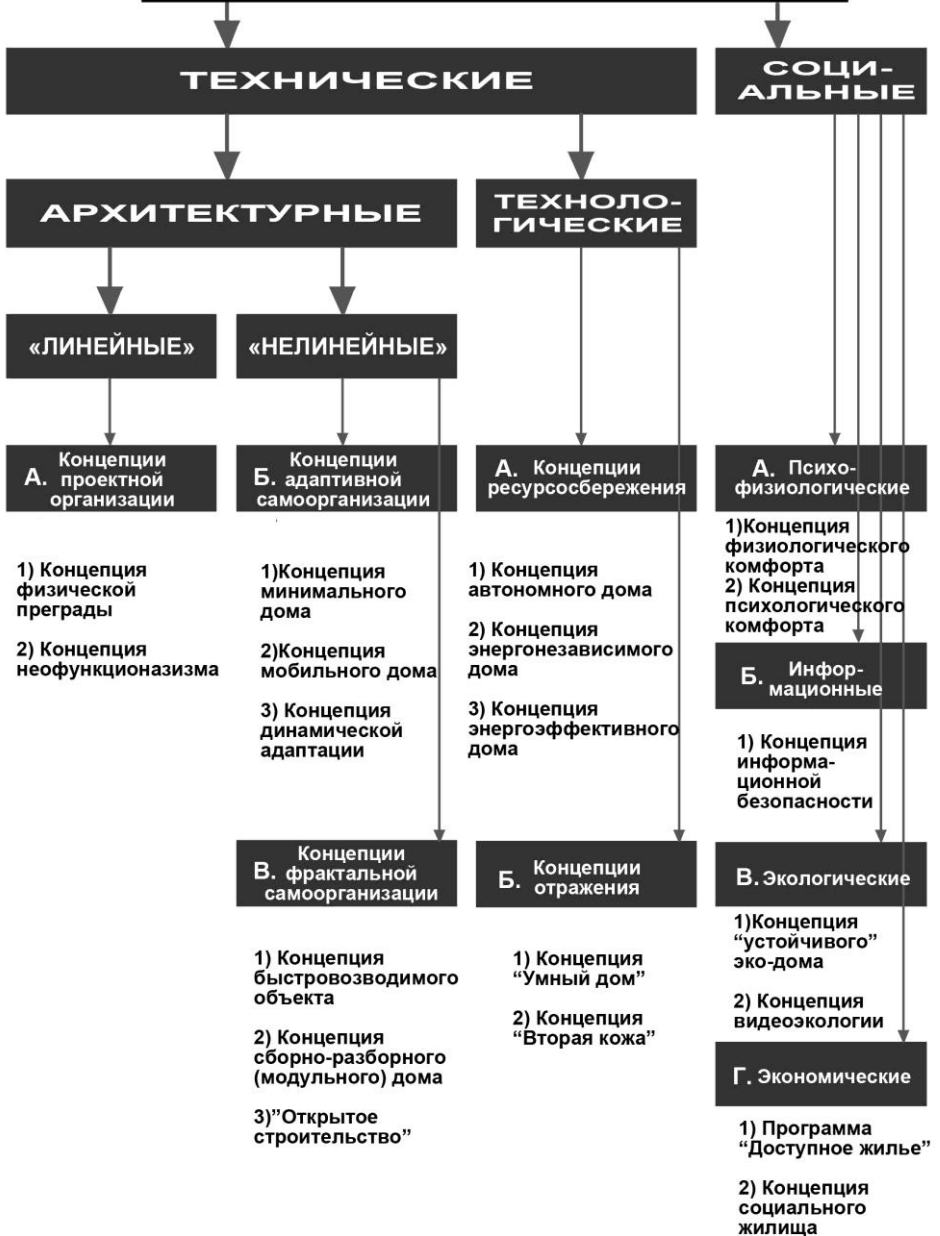 ТЕХНИЧЕСКИЕ
СОЦИ-
АЛЬНЫЕ
АРХИТЕКТУРНЫЕ
ТЕХНОЛО-
ГИЧЕСКИЕ
«ЛИНЕЙНЫЕ»
«НЕЛИНЕЙНЫЕ»
А. Концепции
проектной
организации
Б. Концепции
адаптивной
самоорганизации
А. Концепции
ресурсосбережения
А. Психо-
физиологические
1) Концепция
физической
преграды
2) Концепция
неофункционазизма
1)Концепция
минимального
дома
2)Концепция
мобильного дома
3) Концепция
динамической
адаптации
1) Концепция
автономного дома
2) Концепция
энергонезависимого
дома
3) Концепция
энергоэффективного
дома
1)Концепция
физиологического
комфорта
2) Концепция
психологического
комфорта
Б. Инфор-
мационные
1) Концепция
информа-
ционной
безопасности
В. Концепции
фрактальной
самоорганизации
Б. Концепции
отражения
В. Экологические
1) Концепция
быстровозводимого
объекта
2) Концепция
сборно-разборного
(модульного) дома
3)”Открытое
строительство”
1) Концепция
“Умный дом”
2) Концепция
“Вторая кожа”
1)Концепция
“устойчивого”
эко-дома
2) Концепция
видеоэкологии
Г. Экономические
1) Программа
“Доступное жилье”
2) Концепция
социального
жилища